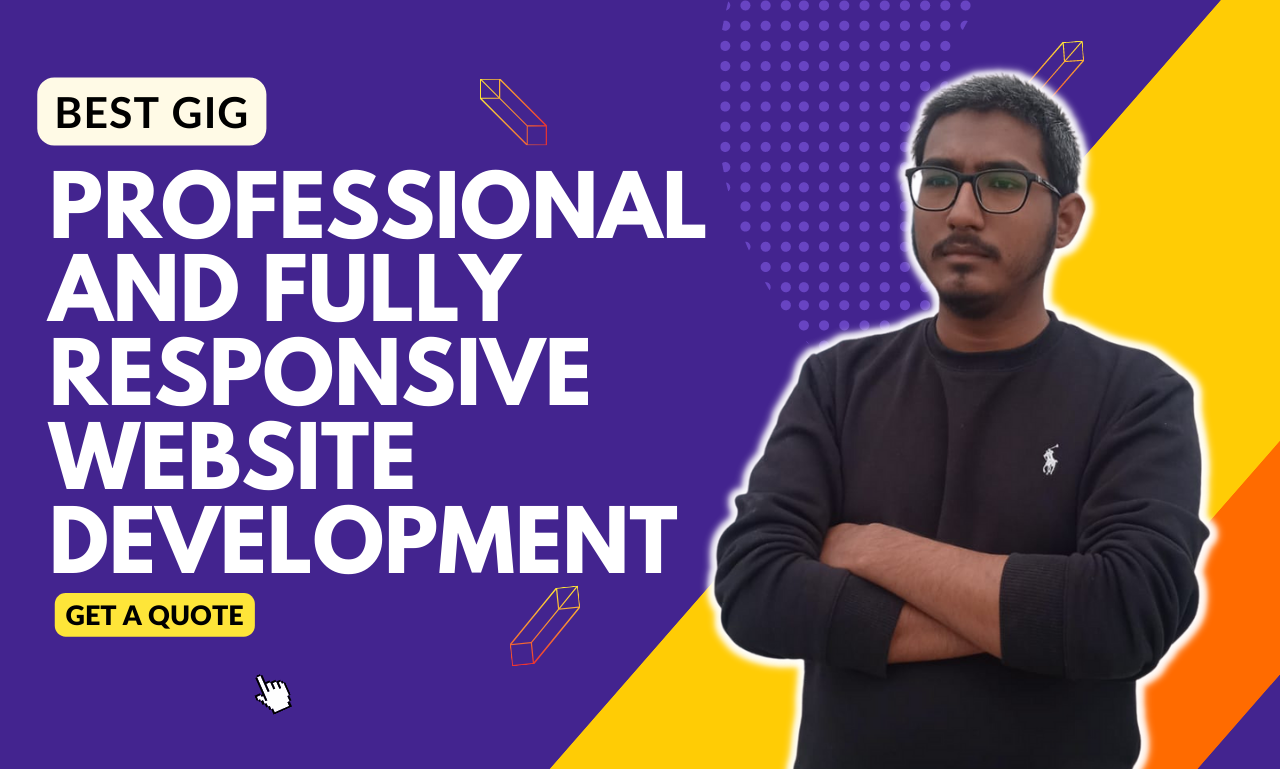 BEST GIG
PROFESSIONAL
AND FULLY
RESPONSIVE
WEBSITE
DEVELOPMENT
GET A QUOTE